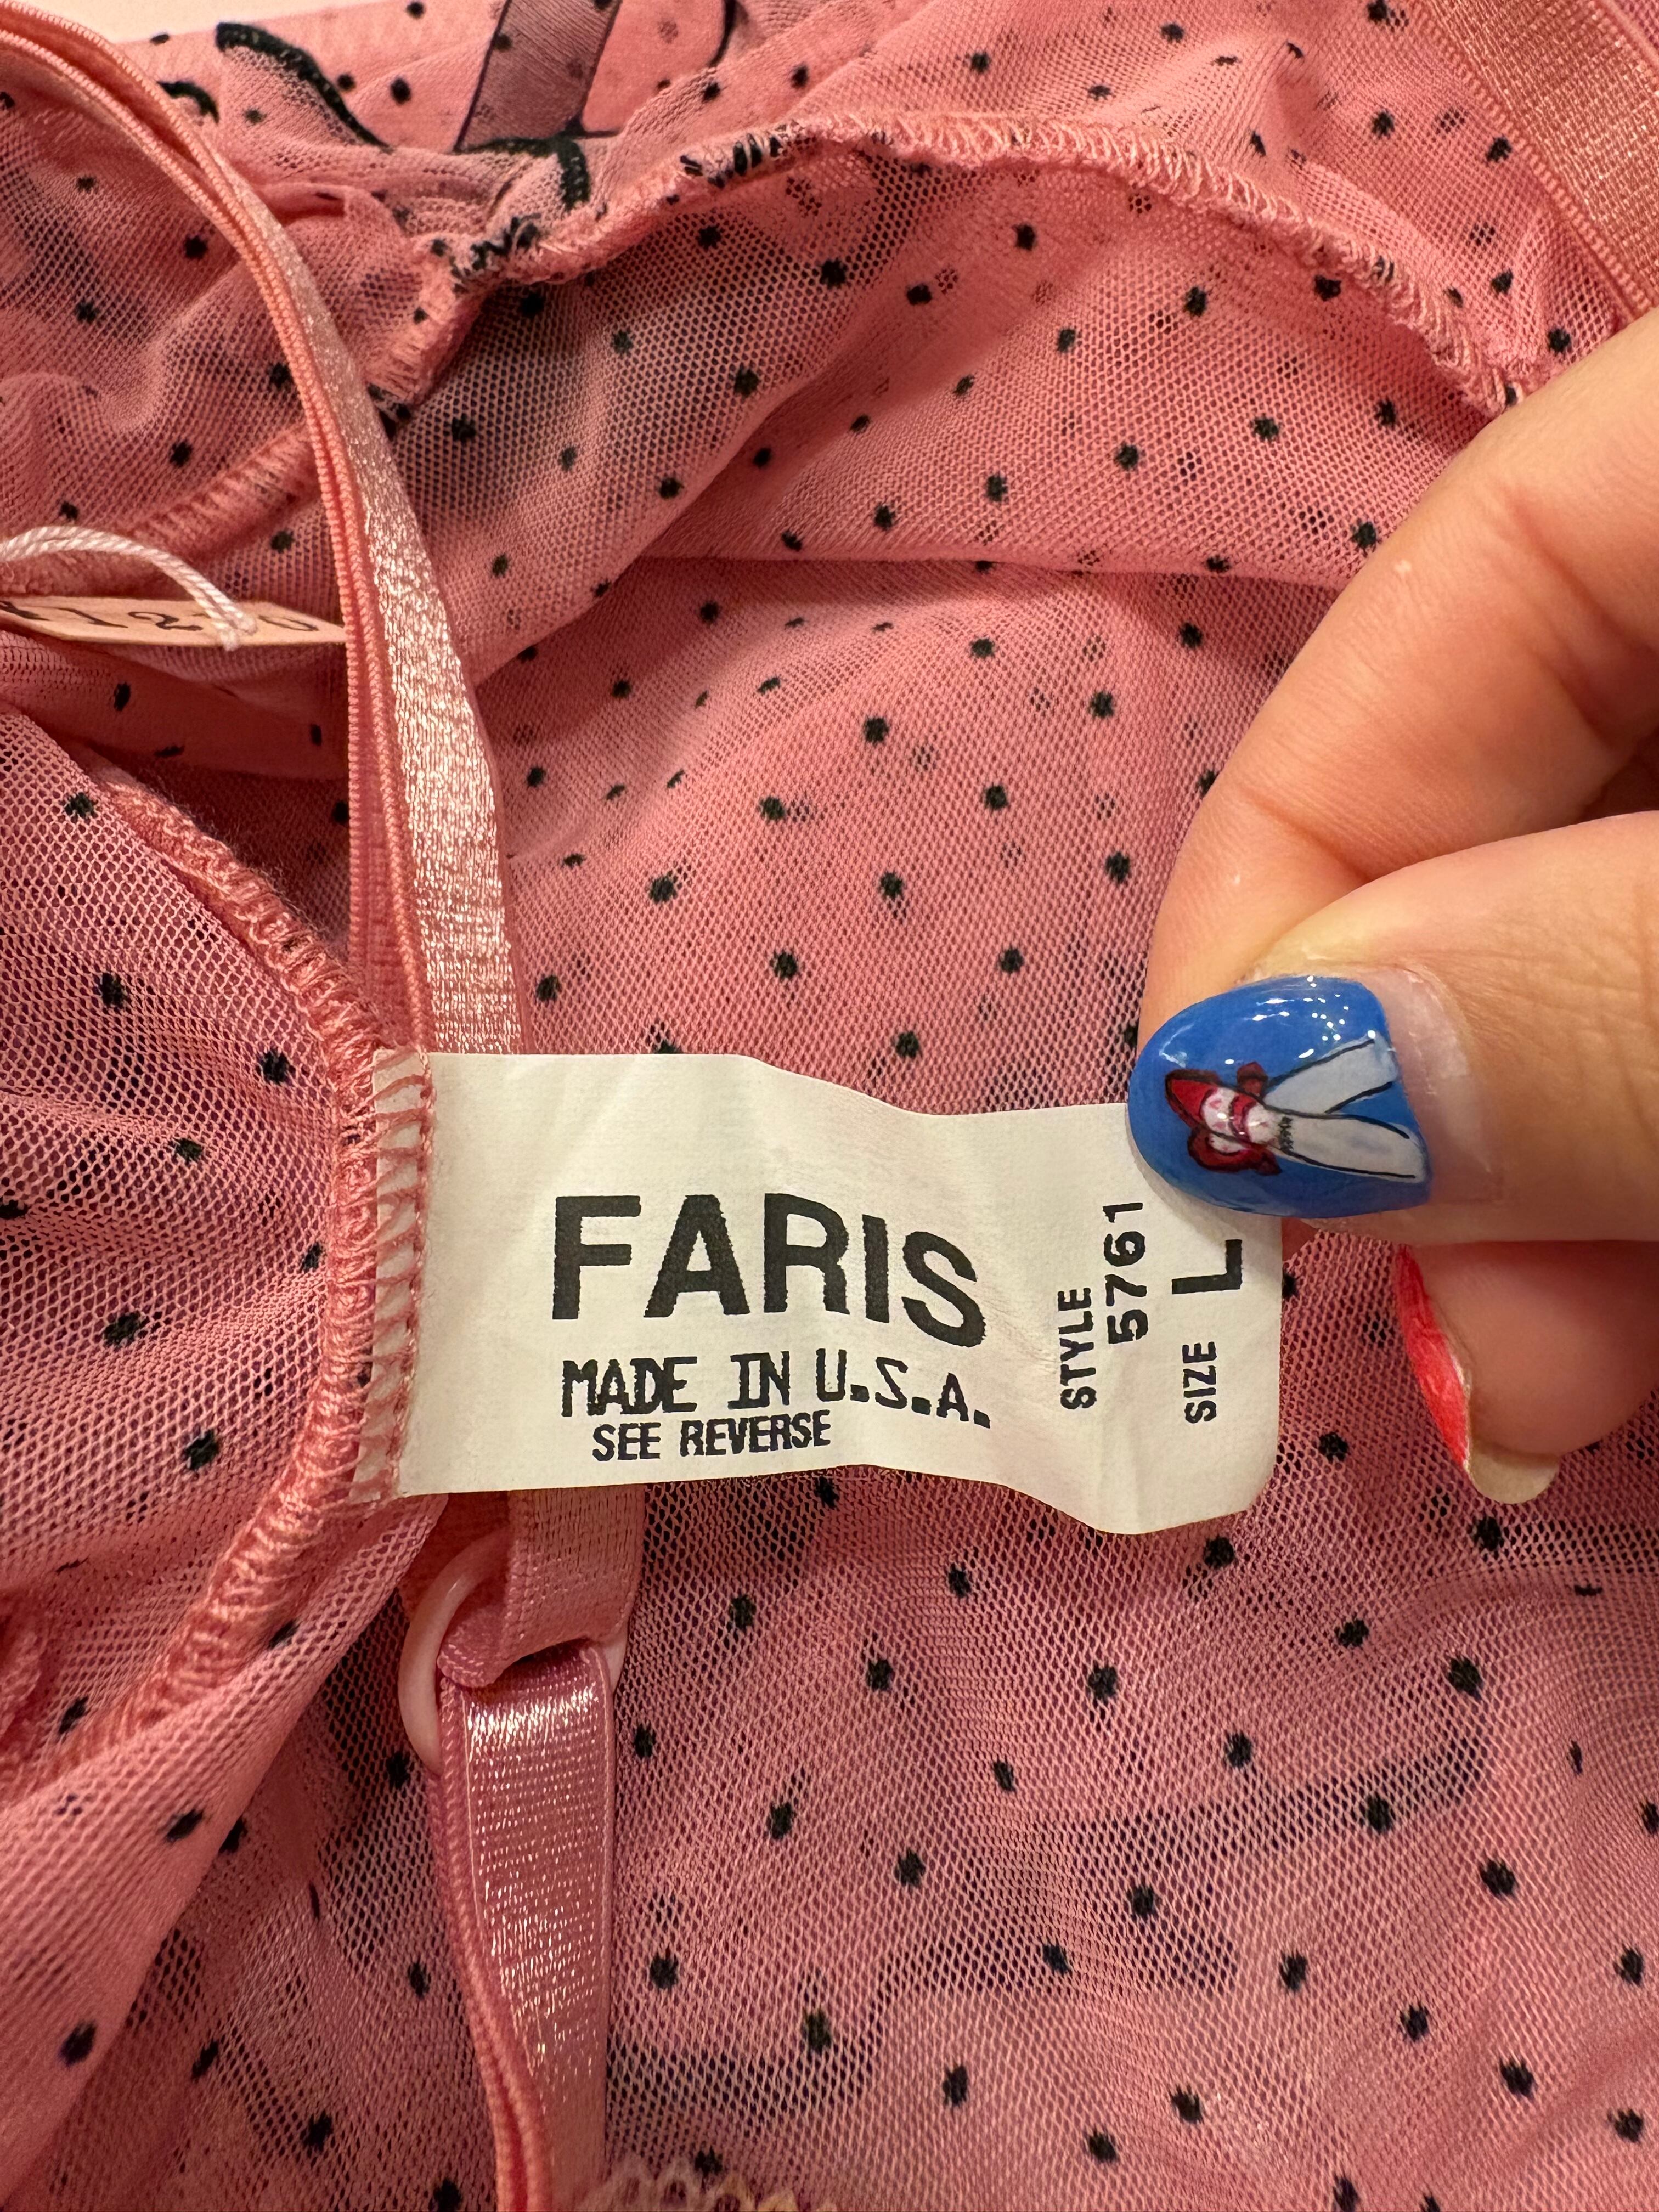 FARIS
MADE IN U.S.A.
SEE REVERSE
STYLE
5761
SIZE L